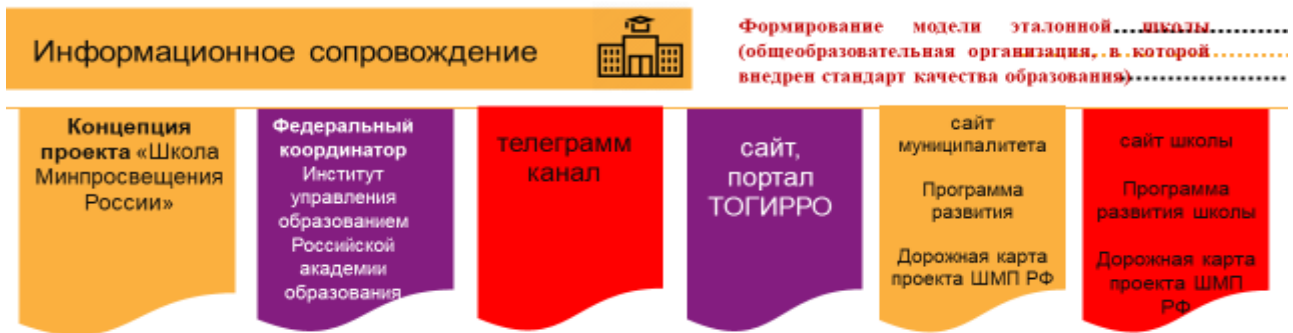 Информационное сопровождение
Формирование модели эталонной школы
(общеобразовательная организация, в которой
внедрен стандарт качества образования)
Концепция
проекта «Школа
Минпросвещения
России»
Федеральный
координатор
Институт
управления
образованием
Российской
академии
образования
телеграмм
канал
сайт,
портал
ТОГИРРО
сайт
муниципалитета
Программа
развития
Дорожная карта
проекта ШМП РФ
сайт школы
Программа
развития школы
Дорожная карта
проекта ШМП
РФ